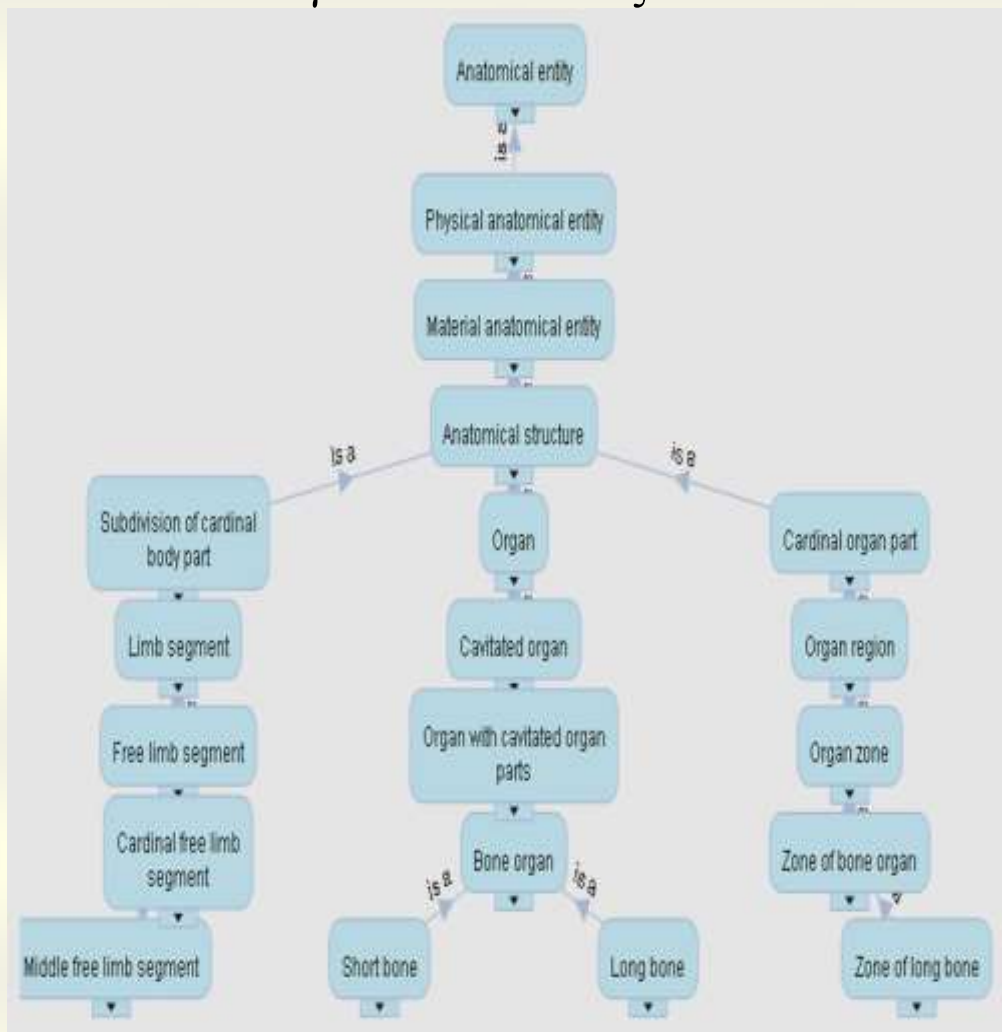 Anatomical entity
is a
Physical anatomical entity
Material anatomical entity
Anatomical structure
is a
is a
Subdivision of cardinal
body part
Organ
Cardinal organ part
Limb segment
Cavitated organ
Organ region
Free limb segment
Organ with cavitated organ
parts
Organ zone
Cardinal free limb
segment
Bone organ
Zone of bone organ
is a
is a
Middle free limb segment
Short bone
Long bone
Zone of long bone